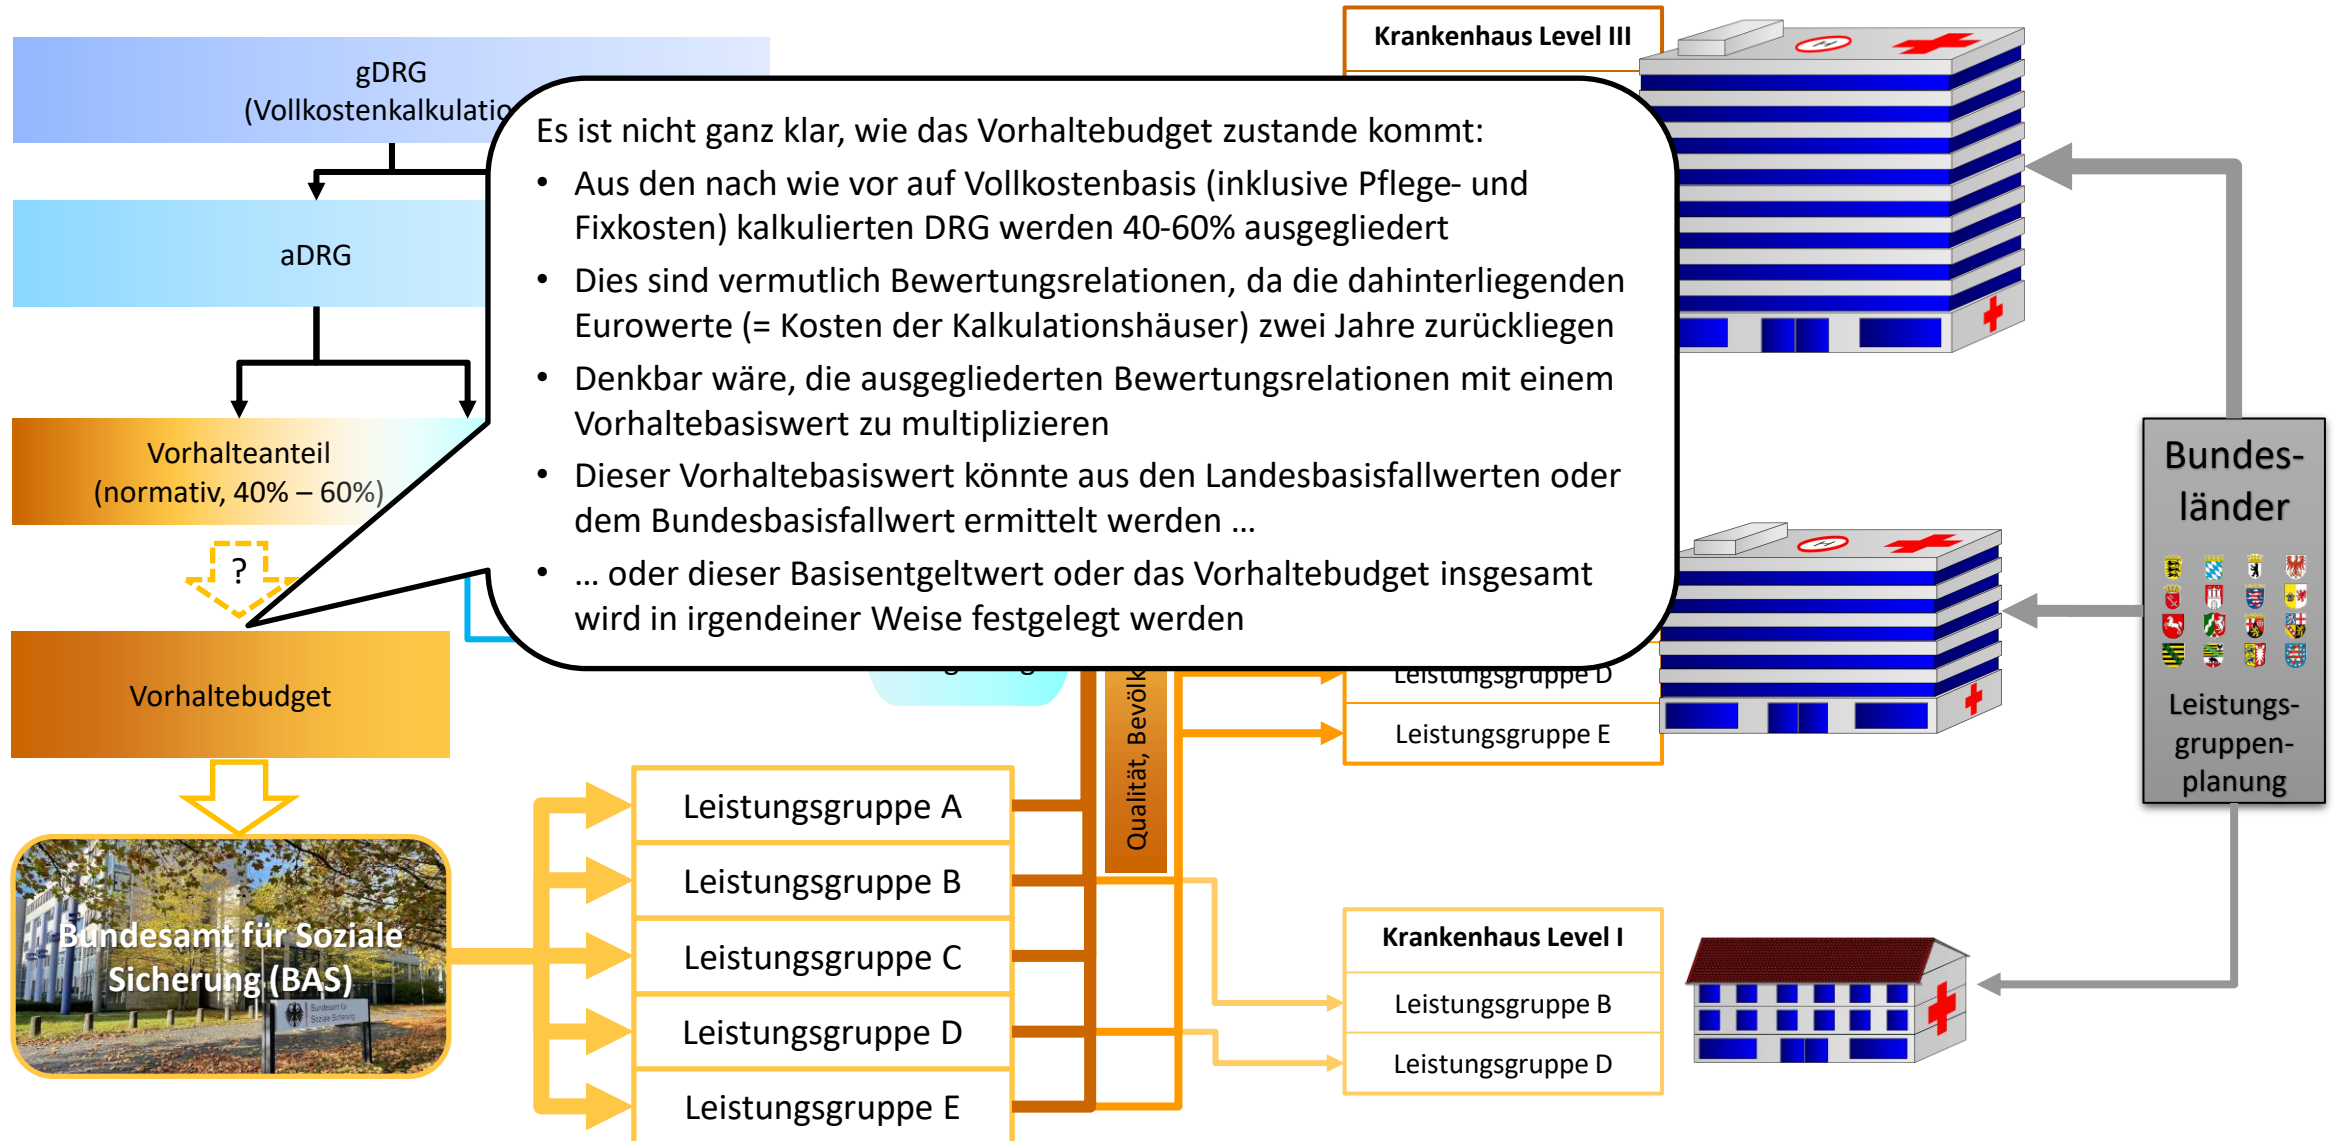 gDRG
(Vollkostenkalkulatio
aDRG
Vorhalteanteil
(normativ, 40% – 60%)
?
Vorhaltebudget
Bundesamt für Soziale
Sicherung (BAS)
Bundesamt für
Soziale Sicherung
Es ist nicht ganz klar, wie das Vorhaltebudget zustande kommt:
• Aus den nach wie vor auf Vollkostenbasis (inklusive Pflege- und
Fixkosten) kalkulierten DRG werden 40-60% ausgegliedert
• Dies sind vermutlich Bewertungsrelationen, da die dahinterliegenden
Eurowerte (= Kosten der Kalkulationshäuser) zwei Jahre zurückliegen
• Denkbar wäre, die ausgegliederten Bewertungsrelationen mit einem
Vorhaltebasiswert zu multiplizieren
• Dieser Vorhaltebasiswert könnte aus den Landesbasisfallwerten oder
dem Bundesbasisfallwert ermittelt werden ...
• ... oder dieser Basisentgeltwert oder das Vorhaltebudget insgesamt
wird in irgendeiner Weise festgelegt werden
Leistungsgruppe A
Leistungsgruppe B
Leistungsgruppe C
Leistungsgruppe D
Leistungsgruppe E
Qualität, Bevölk
Krankenhaus Level III
Leistungsgruppe D
Leistungsgruppe E
Krankenhaus Level I
Leistungsgruppe B
Leistungsgruppe D
H
H
Bundes-
länder
Leistungs-
gruppen-
planung